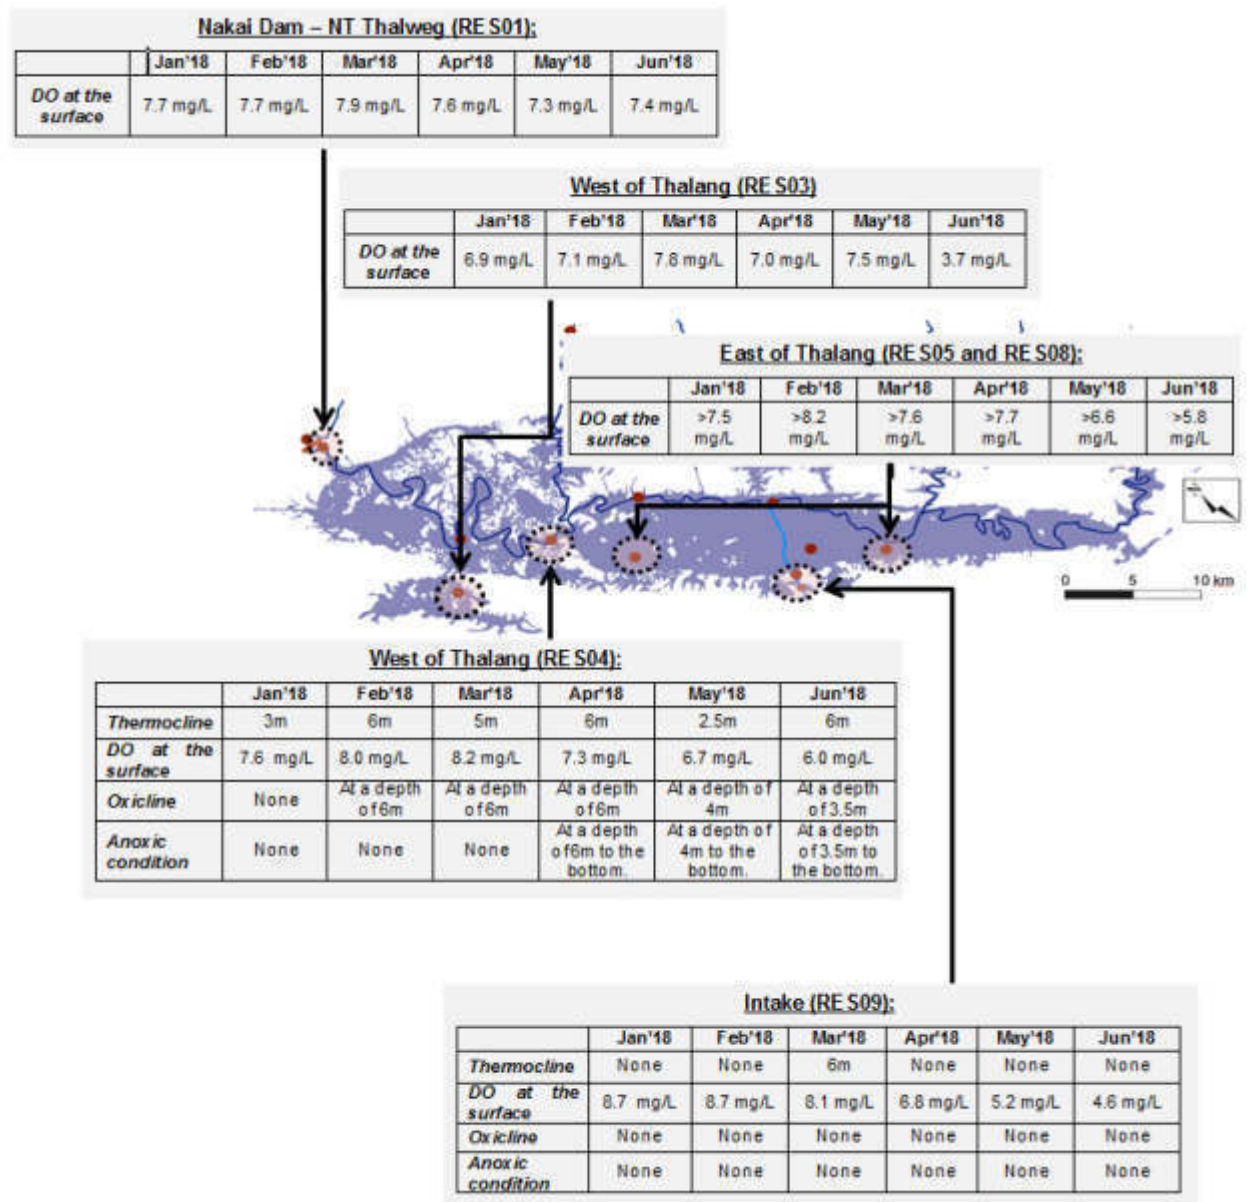 Nakai Dam – NT Thalweg (RES01):
Jan'18 Feb'18 Mar'18 Apr'18 May'18 Jun'18
DO at the surface 7.7 mg/L 7.7 mg/L 7.9 mg/L 7.6 mg/L 7.3 mg/L 7.4 mg/L
West of Thalang (RES03)
Jan'18 Feb'18 Mar'18 Apr'18 May'18 Jun'18
DO at the surface 6.9 mg/L 7.1 mg/L 7.8 mg/L 7.0 mg/L 7.5 mg/L 3.7 mg/L
East of Thalang (RES05 and RES08):
Jan'18 Feb'18 Mar'18 Apr'18 May'18 Jun'18
DO at the surface >7.5 mg/L >8.2 mg/L >7.6 mg/L >7.7 mg/L >6.6 mg/L >5.8 mg/L
0 5 10 km
West of Thalang (RES04):
Jan'18 Feb'18 Mar'18 Apr'18 May'18 Jun'18
Thermocline 3m 6m 5m 6m 2.5m 6m
DO at the surface 7.6 mg/L 8.0 mg/L 8.2 mg/L 7.3 mg/L 6.7 mg/L 6.0 mg/L
Oxicline None At a depth of 6m At a depth of 6m At a depth of 6m At a depth of 4m At a depth of 3.5m
Anoxic condition None None None At a depth of 6m to the bottom. At a depth of 4m to the bottom. At a depth of 3.5m to the bottom.
Intake (RES09):
Jan'18 Feb'18 Mar'18 Apr'18 May'18 Jun'18
Thermocline None None 6m None None None
DO at the surface 8.7 mg/L 8.7 mg/L 8.1 mg/L 6.8 mg/L 5.2 mg/L 4.6 mg/L
Oxicline None None None None None None
Anoxic condition None None None None None None